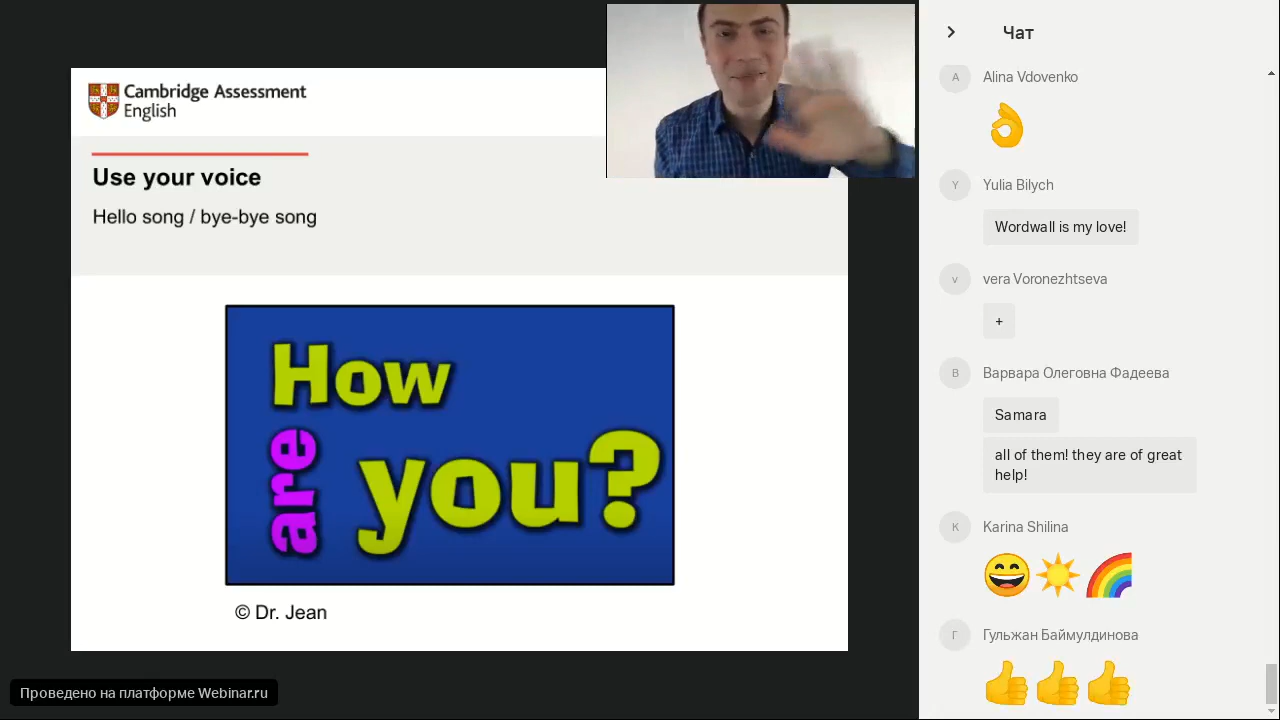 Cambridge Assessment
English
Use your voice
Hello song / bye-bye song
How
are
you?
© Dr. Jean
Проведено на платформе Webinar.ru
Чат
A
Alina Vdovenko
Y
Yulia Bilych
Wordwall is my love!
v
vera Voronezhtseva
+
В
Варвара Олеговна Фадеева
Samara
all of them! they are of great
help!
K
Karina Shilina
Г
Гульжан Баймулдинова